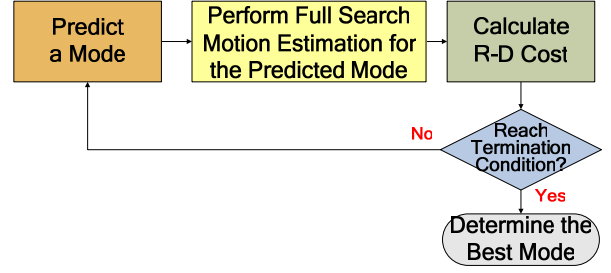 Predict
a Mode
Perform Full Search
Motion Estimation for
the Predicted Mode
Calculate
R-D Cost
No
Reach
Termination
Condition?
Yes
Determine the
Best Mode